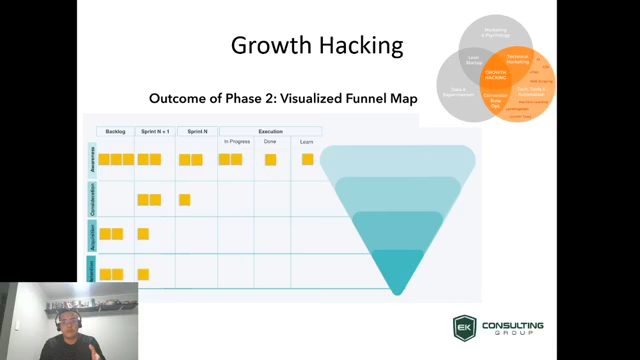 Growth Hacking
Marketing
& Psychology
Lean
Startup
Technical
Marketing
GROWTH
HACKING
Data &
Experimentation
Conversion
Rate
Opt.
Tech, Tools &
Automation
Outcome of Phase 2: Visualized Funnel Map
Backlog
Sprint N + 1
Sprint N
Execution
In Progress
Done
Learn
Awareness
Consideration
Acquisition
EK
CONSULTING
GROUP